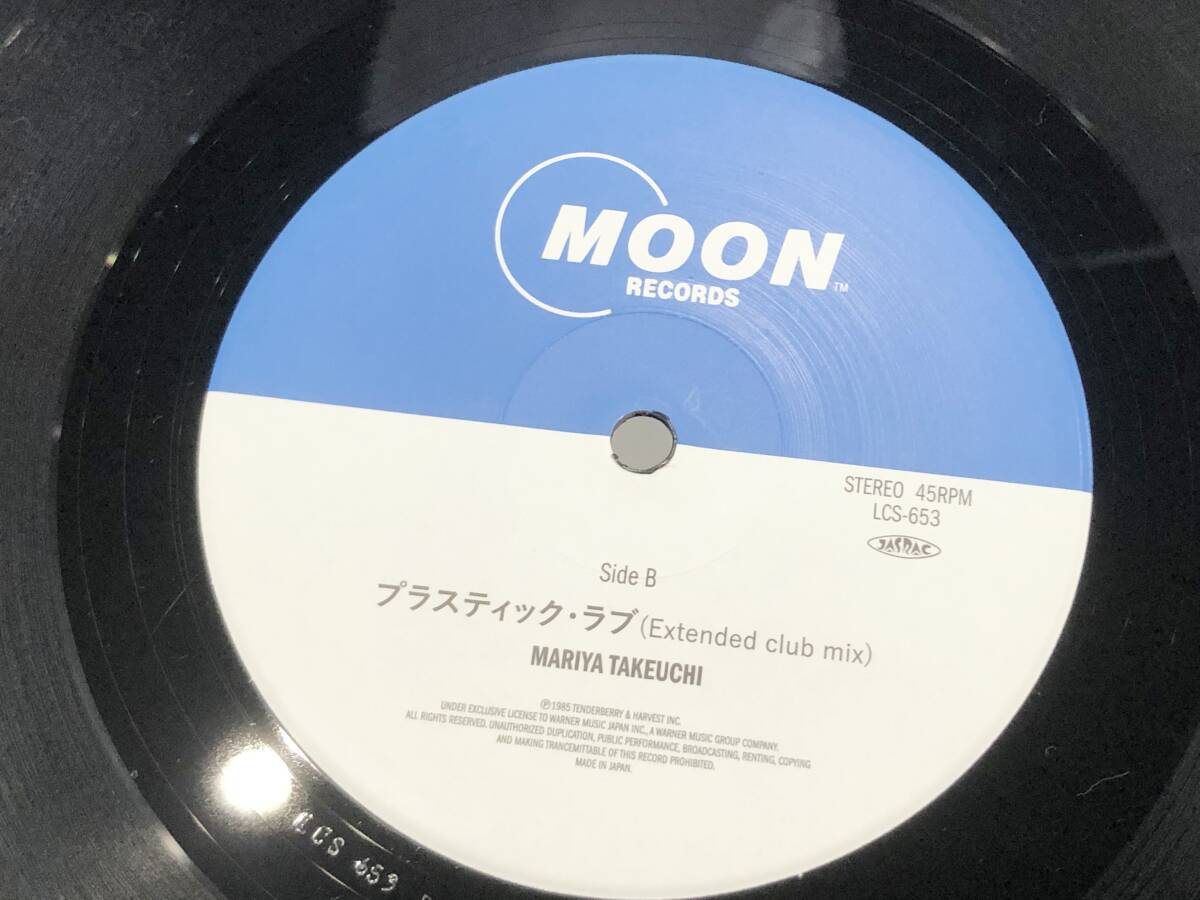 MOON
RECORDS
TM
STEREO 45RPM
LCS-653
JASRAC
Side B
プラスティック・ラブ(Extended club mix)
MARIYA TAKEUCHI
Ⓟ1985 TENDERBERRY & HARVEST INC.
UNDER EXCLUSIVE LICENSE TO WARNER MUSIC JAPAN INC., A WARNER MUSIC GROUP COMPANY.
ALL RIGHTS RESERVED. UNAUTHORIZED DUPLICATION, PUBLIC PERFORMANCE, BROADCASTING, RENTING, COPYING
AND MAKING TRANCEMITTABLE OF THIS RECORD PROHIBITED.
MADE IN JAPAN.
LCS 653